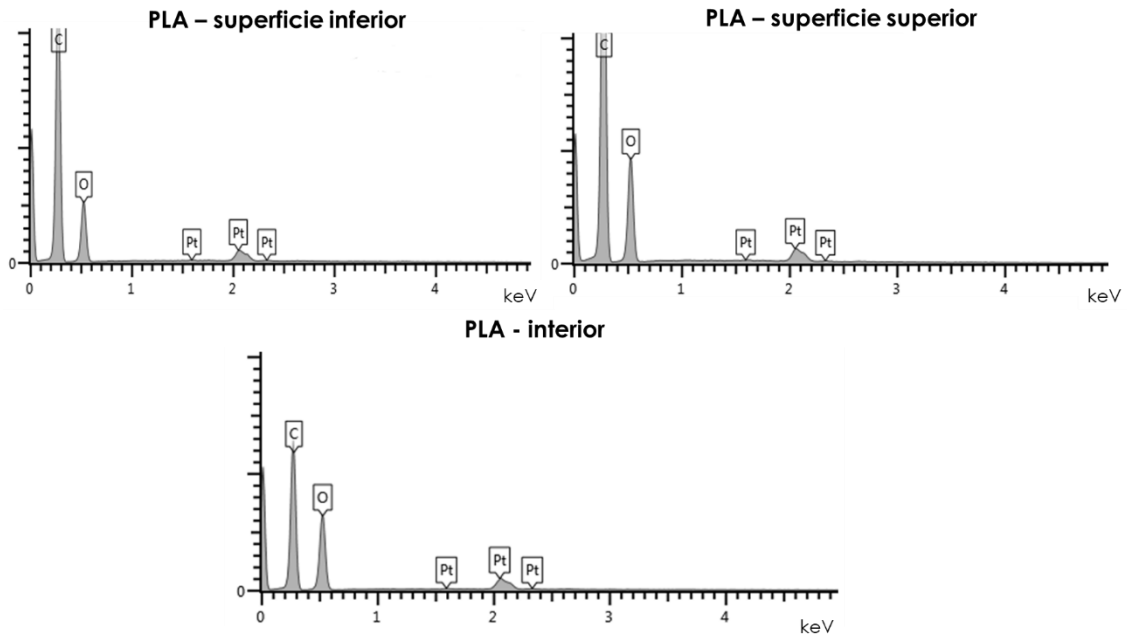 PLA – superficie inferior
C
O
Pt Pt Pt
0
0 1 2 3 4
keV
PLA – superficie superior
C
O
Pt Pt Pt
0
0 1 2 3 4
keV
PLA - interior
C
O
Pt Pt Pt
0
0 1 2 3 4
keV